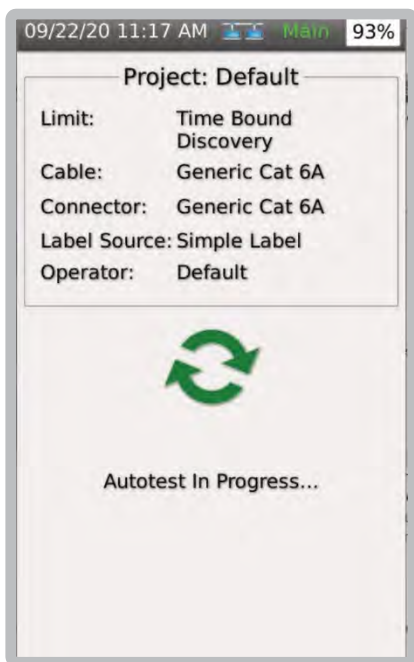 09/22/20 11:17 AM Main 93%
Project: Default
Limit: Time Bound
Discovery
Cable: Generic Cat 6A
Connector: Generic Cat 6A
Label Source: Simple Label
Operator: Default
Autotest In Progress...